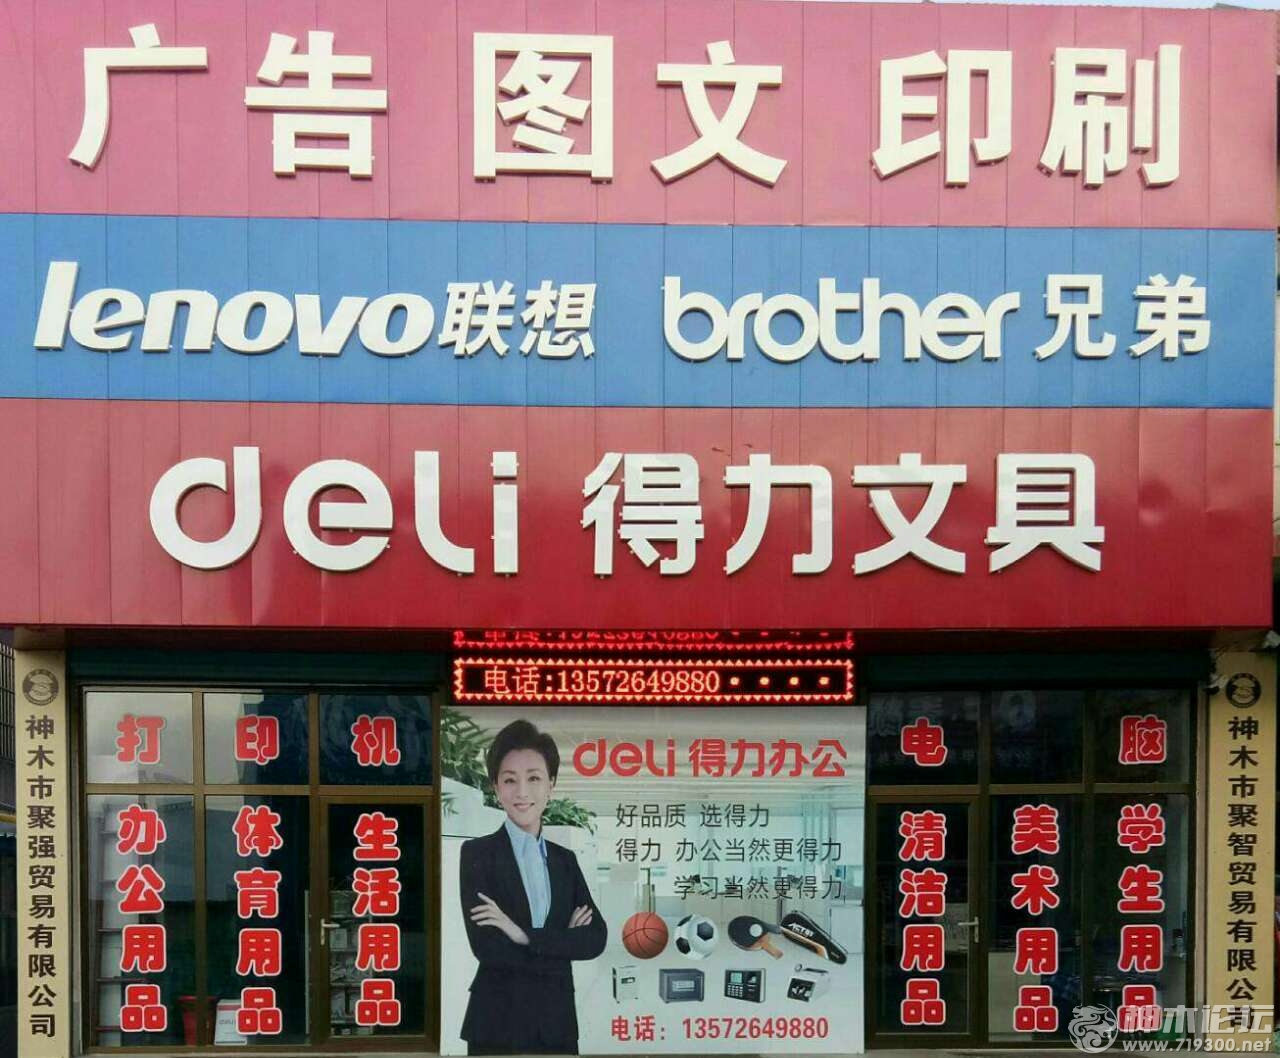 广告 图文 印刷
lenovo联想 brother兄弟
deli 得力文具
电话:13572649880
神木市聚强贸易有限公司
打印机
办公用品
体育用品
生活用品
deli 得力办公
好品质 选得力
得力 办公当然更得力
学习当然更得力
电话：13572649880
电脑
清洁用品
美术用品
学生用品
神木市聚智贸易有限公
神木论坛
www.719300.net